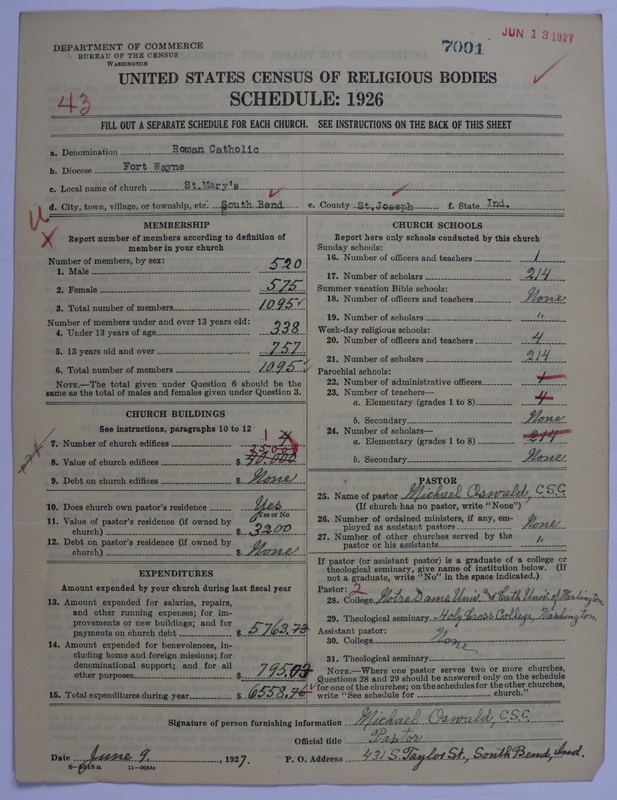 JUN 13 1927
7001
DEPARTMENT OF COMMERCE
BUREAU OF THE CENSUS
WASHINGTON
UNITED STATES CENSUS OF RELIGIOUS BODIES
43
SCHEDULE: 1926
FILL OUT A SEPARATE SCHEDULE FOR EACH CHURCH. SEE INSTRUCTIONS ON THE BACK OF THIS SHEET
a. Denomination Roman Catholic
b. Diocese Fort Wayne
c. Local name of church St.Mary's
d. City, town, village, or township, etc. South Bend e. County St.Joseph f. State Ind.
MEMBERSHIP
Report number of members according to definition of
member in your church
Number of members, by sex:
1. Male 520
2. Female 575
3. Total number of members 1095
Number of members under and over 13 years old:
4. Under 13 years of age 338
5. 13 years old and over 757
6. Total number of members 1095
NOTE.—The total given under Question 6 should be the
same as the total of males and females given under Question 3.
CHURCH BUILDINGS
See instructions, paragraphs 10 to 12
7. Number of church edifices 1
8. Value of church edifices $ 40,000
9. Debt on church edifices $ None
10. Does church own pastor's residence Yes
Yes or No
11. Value of pastor's residence (if owned by
church) $ 3200
12. Debt on pastor's residence (if owned by
church) $ None
EXPENDITURES
Amount expended by your church during last fiscal year
13. Amount expended for salaries, repairs,
and other running expenses; for im-
provements or new buildings; and for
payments on church debt $ 5763.73
14. Amount expended for benevolences, in-
cluding home and foreign missions; for
denominational support; and for all
other purposes $ 795.03
15. Total expenditures during year $ 6558.76
CHURCH SCHOOLS
Report here only schools conducted by this church
Sunday schools:
16. Number of officers and teachers 1
17. Number of scholars 214
Summer vacation Bible schools:
18. Number of officers and teachers None
19. Number of scholars "
Week-day religious schools:
20. Number of officers and teachers 4
21. Number of scholars 214
Parochial schools:
22. Number of administrative officers 1
23. Number of teachers—
a. Elementary (grades 1 to 8) 4
b. Secondary None
24. Number of scholars—
a. Elementary (grades 1 to 8) 214
b. Secondary None
PASTOR
25. Name of pastor Michael Oswald, C.S.C.
(If church has no pastor, write "None")
26. Number of ordained ministers, if any, em-
ployed as assistant pastors None
27. Number of other churches served by the
pastor or his assistants "
If pastor (or assistant pastor) is a graduate of a college or
theological seminary, give name of institution below. (If
not a graduate, write "No" in the space indicated.)
Pastor: 2
28. College Notre Dame Univ. & Cath. Univ. of Washington
29. Theological seminary Holy Cross College, Washington.
Assistant pastor:
30. College None
31. Theological seminary
NOTE.—Where one pastor serves two or more churches,
Questions 28 and 29 should be answered only on the schedule
for one of the churches; on the schedules for the other churches,
write "See schedule for church."
Signature of person furnishing information Michael Oswald, C.S.C.
Official title Pastor
Date June 9. , 1927. P. O. Address 431 S. Taylor St., South Bend, Ind.